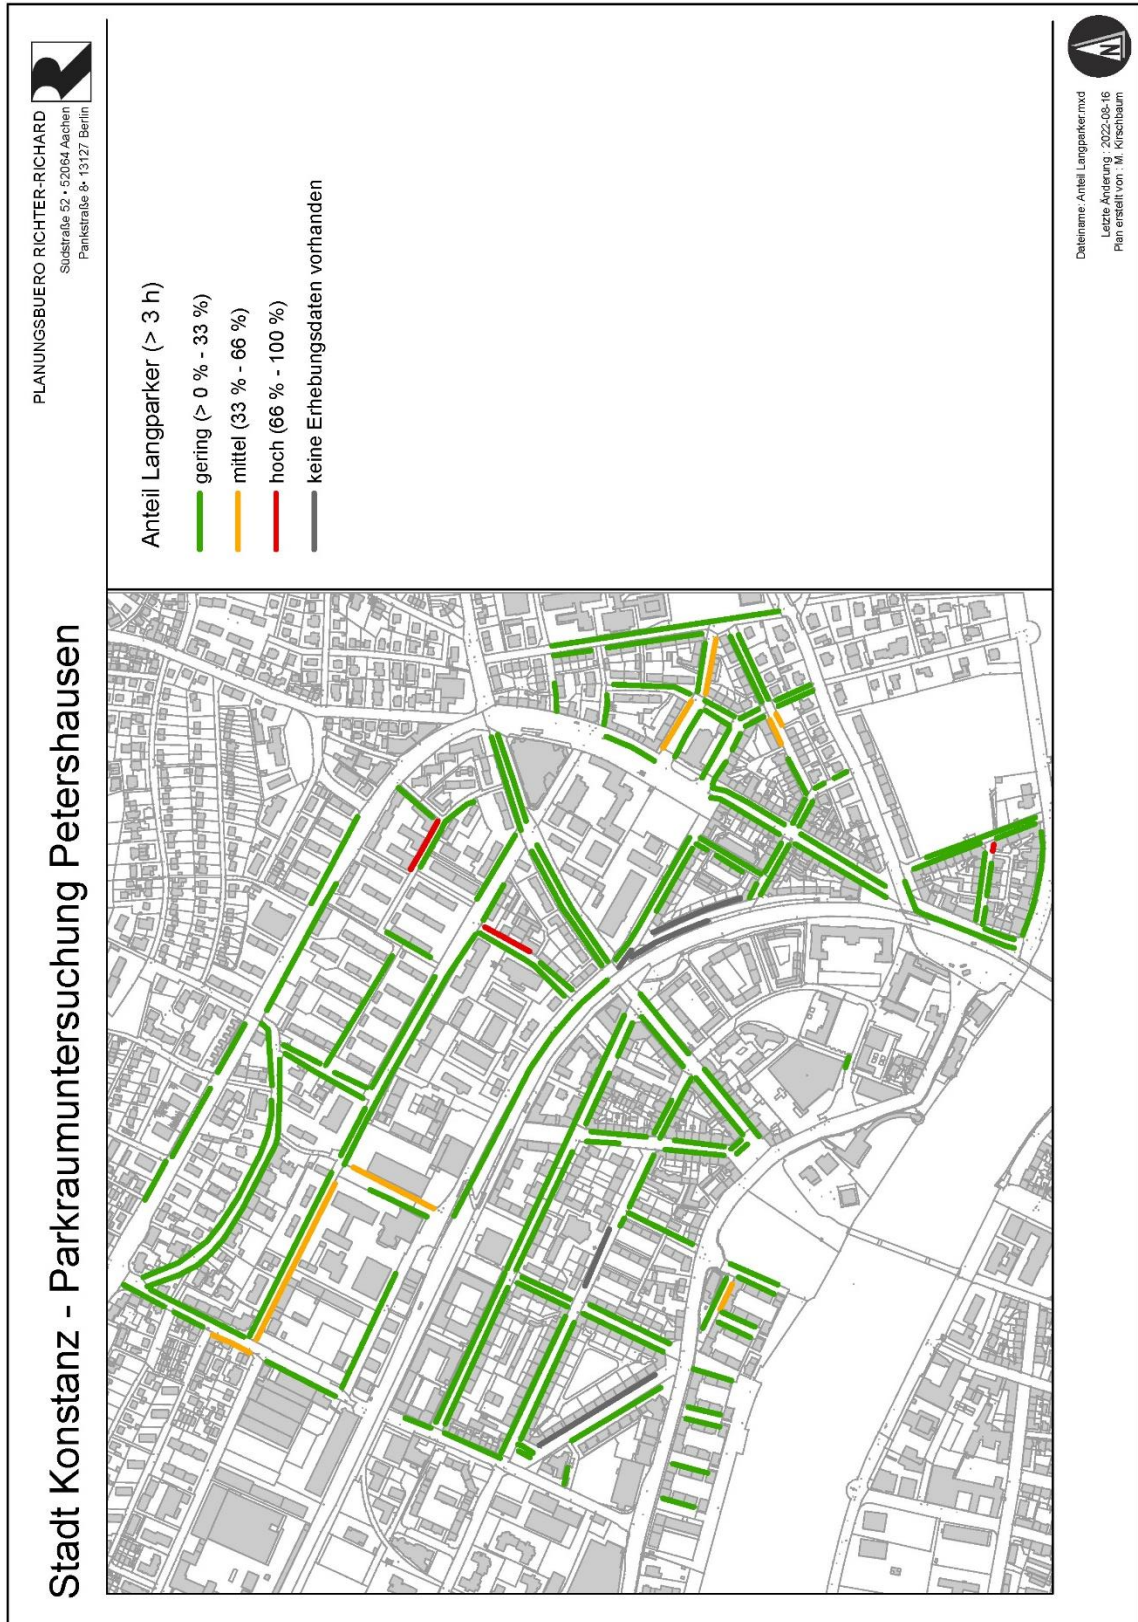 Stadt Konstanz - Parkraumuntersuchung Petershausen
PLANUNGSBUERO RICHTER-RICHARD
Südstraße 52 • 52064 Aachen
Pankstraße 8• 13127 Berlin
Anteil Langparker (> 3 h)
gering (> 0 % - 33 %)
mittel (33 % - 66 %)
hoch (66 % - 100 %)
keine Erhebungsdaten vorhanden
N
Dateiname: Anteil Langparker.mxd
Letzte Änderung : 2022-08-16
Plan erstellt von : M. Kirschbaum